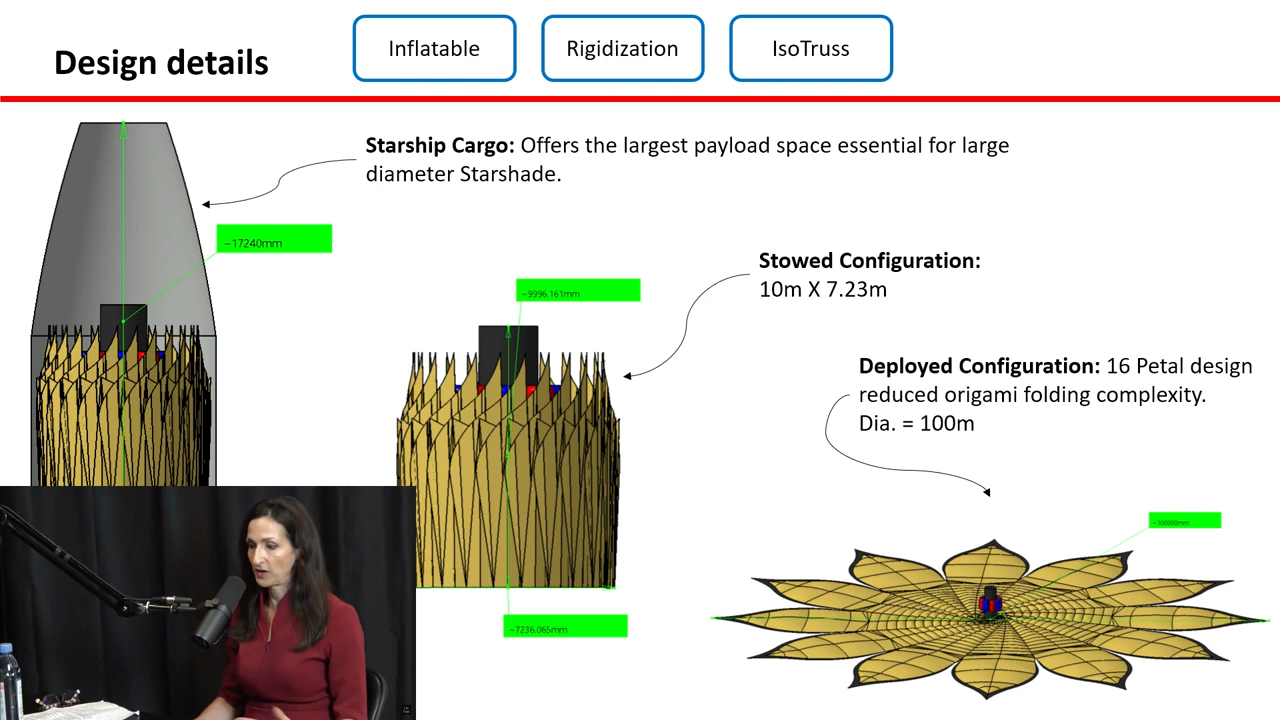 Design details
Inflatable
Rigidization
IsoTruss
Starship Cargo: Offers the largest payload space essential for large
diameter Starshade.
~17240mm
Stowed Configuration:
10m X 7.23m
~9996.161mm
Deployed Configuration: 16 Petal design
reduced origami folding complexity.
Dia. = 100m
~100000mm
~7236.065mm